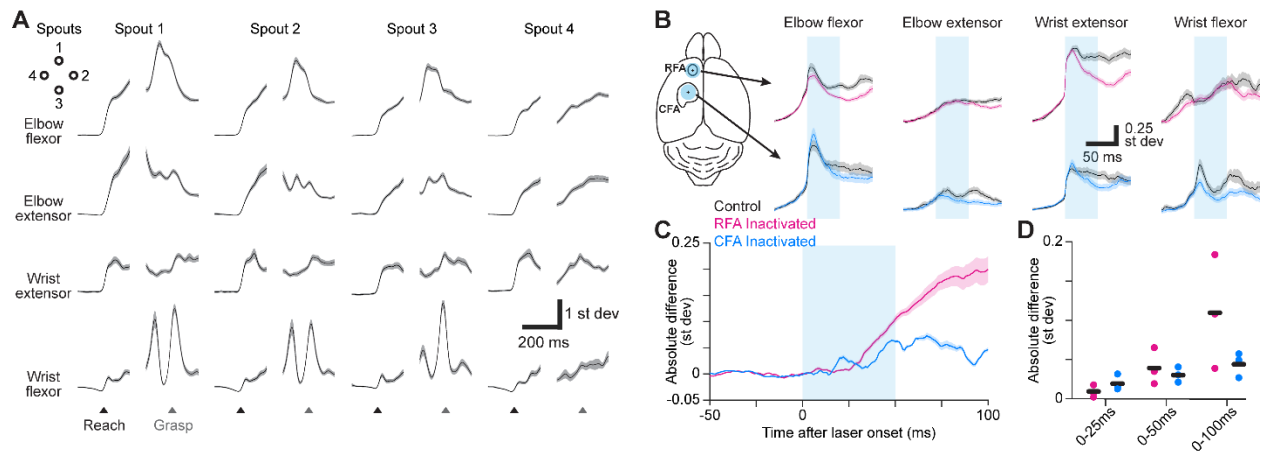 A
Spouts
Spout 1
Spout 2
Spout 3
Spout 4
1
4
2
3
Elbow
flexor
Elbow
extensor
Wrist
extensor
Wrist
flexor
1 st dev
200 ms
Reach
Grasp
B
Elbow flexor
Elbow extensor
Wrist extensor
Wrist flexor
RFA
CFA
0.25
st dev
50 ms
Control
RFA Inactivated
CFA Inactivated
C
0.25
0
-0.05
Absolute difference
(st dev)
-50
0
50
100
Time after laser onset (ms)
D
0.2
0
Absolute difference
(st dev)
0-25ms
0-50ms
0-100ms